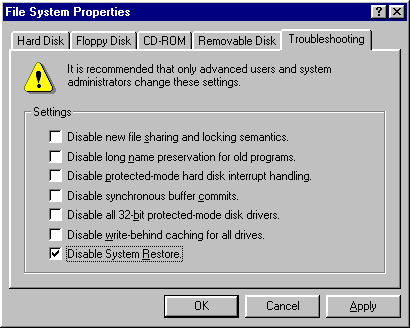 File System Properties
Hard Disk Floppy Disk CD-ROM Removable Disk Troubleshooting
It is recommended that only advanced users and system
administrators change these settings.
Settings
Disable new file sharing and locking semantics.
Disable long name preservation for old programs.
Disable protected-mode hard disk interrupt handling.
Disable synchronous buffer commits.
Disable all 32-bit protected-mode disk drivers.
Disable write-behind caching for all drives.
Disable System Restore.
OK Cancel Apply